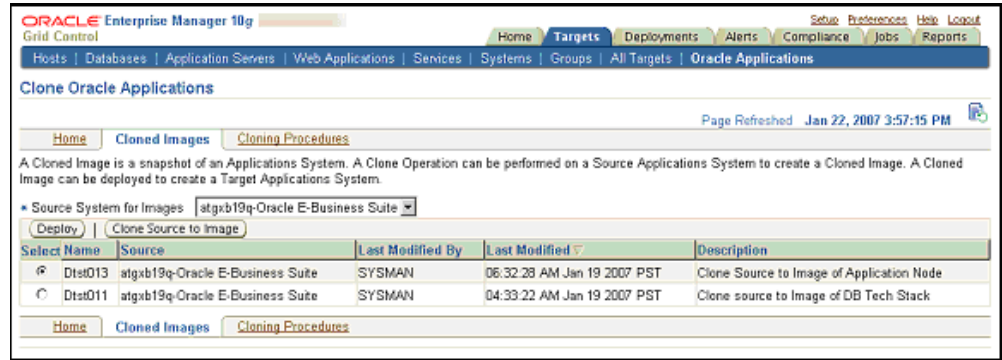 ORACLE Enterprise Manager 10g
Grid Control
Setup Preferences Help Logout
Home Targets Deployments Alerts Compliance Jobs Reports
Hosts | Databases | Application Servers | Web Applications | Services | Systems | Groups | All Targets | Oracle Applications
Clone Oracle Applications
Page Refreshed Jan 22, 2007 3:57:15 PM
Home Cloned Images Cloning Procedures
A Cloned Image is a snapshot of an Applications System. A Clone Operation can be performed on a Source Applications System to create a Cloned Image. A Cloned
Image can be deployed to create a Target Applications System.
* Source System for Images atgxb19q-Oracle E-Business Suite
Deploy | Clone Source to Image
Select Name Source Last Modified By Last Modified Description
Dtst013 atgxb19q-Oracle E-Business Suite SYSMAN 06:32:28 AM Jan 19 2007 PST Clone Source to Image of Application Node
Dtst011 atgxb19q-Oracle E-Business Suite SYSMAN 04:33:22 AM Jan 19 2007 PST Clone source to Image of DB Tech Stack
Home Cloned Images Cloning Procedures